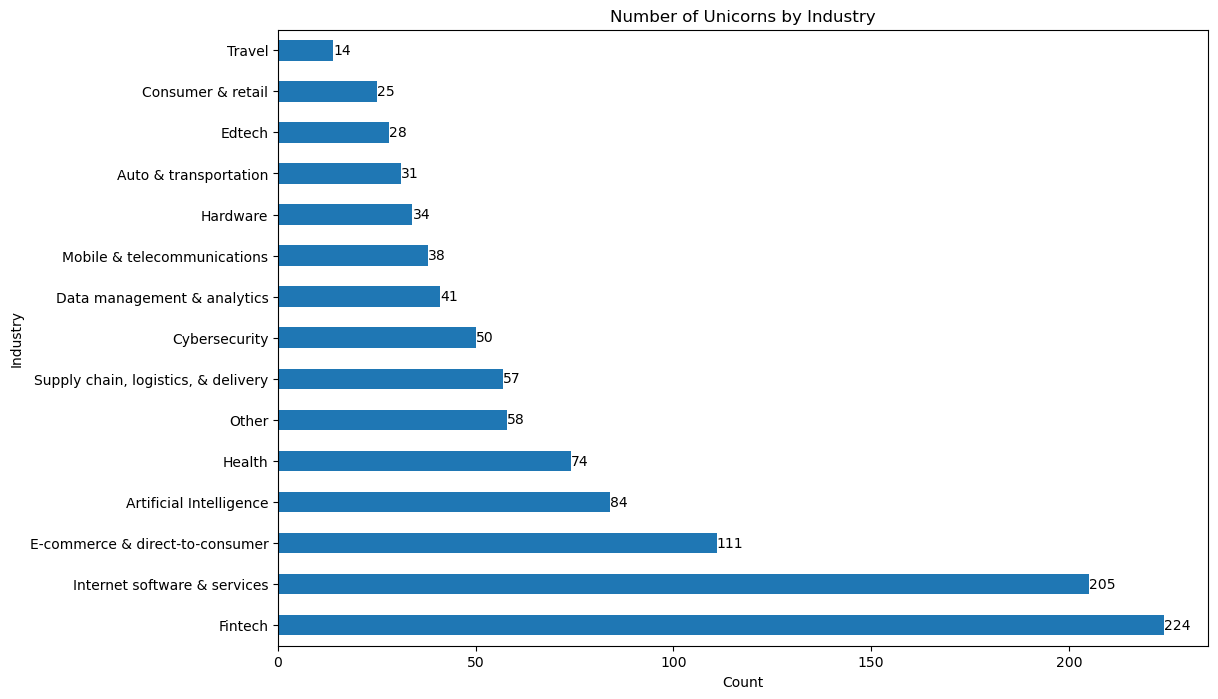 Number of Unicorns by Industry
Travel 14
Consumer & retail 25
Edtech 28
Auto & transportation 31
Hardware 34
Mobile & telecommunications 38
Data management & analytics 41
Cybersecurity 50
Supply chain, logistics, & delivery 57
Other 58
Health 74
Artificial Intelligence 84
E-commerce & direct-to-consumer 111
Internet software & services 205
Fintech 224
Industry
0 50 100 150 200
Count